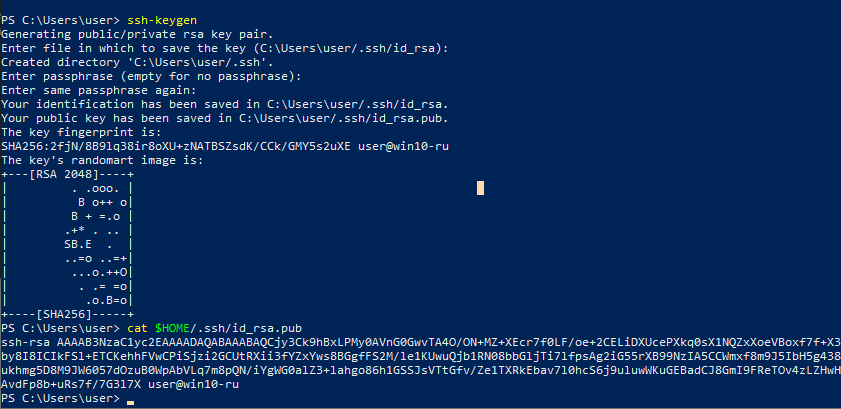 PS C:\Users\user> ssh-keygen
Generating public/private rsa key pair.
Enter file in which to save the key (C:\Users\user/.ssh/id_rsa):
Created directory 'C:\Users\user/.ssh'.
Enter passphrase (empty for no passphrase):
Enter same passphrase again:
Your identification has been saved in C:\Users\user/.ssh/id_rsa.
Your public key has been saved in C:\Users\user/.ssh/id_rsa.pub.
The key fingerprint is:
SHA256:2fjN/8B9lq38ir8oXU+zNATBSZsdK/CCk/GMY5s2uXE user@win10-ru
The key's randomart image is:
+---[RSA 2048]----+
|         . .ooo. |
|          B o++ o|
|         B + =.o |
|        .+* . .. |
|        SB.E  .  |
|        ..=o ..=+|
|         ...o.++O|
|          . .= =o|
|           .o.B=o|
+----[SHA256]-----+
PS C:\Users\user> cat $HOME/.ssh/id_rsa.pub
ssh-rsa AAAAB3NzaC1yc2EAAAADAQABAAABAQCjy3Ck9hBxLPMy0AVnG0GwvTA4O/ON+MZ+XEcr7f0LF/oe+2CELiDXUcePXkq0sX1NQZxXoeVBoxf7f+X3
by8I8ICIkFSl+ETCKehhFVwCPiSjzi2GCUtRXii3fYZxYws8BGgfFS2M/le1KUwuQjb1RN08bbGljTi7lfpsAg2iG55rXB99NzIA5CCWmxf8m9J5IbH5g438
ukhmg5D8M9JW6057dOzuB0WpAbVLq7m8pQN/iYgWG0alZ3+lahgo86h1GSSJsVTtGfv/Ze1TXRkEbav7l0hcS6j9uluwWKuGEBadCJ8GmI9FReTOv4zLZHwH
AvdFp8b+uRs7f/7G3l7X user@win10-ru
PS C:\Users\user>